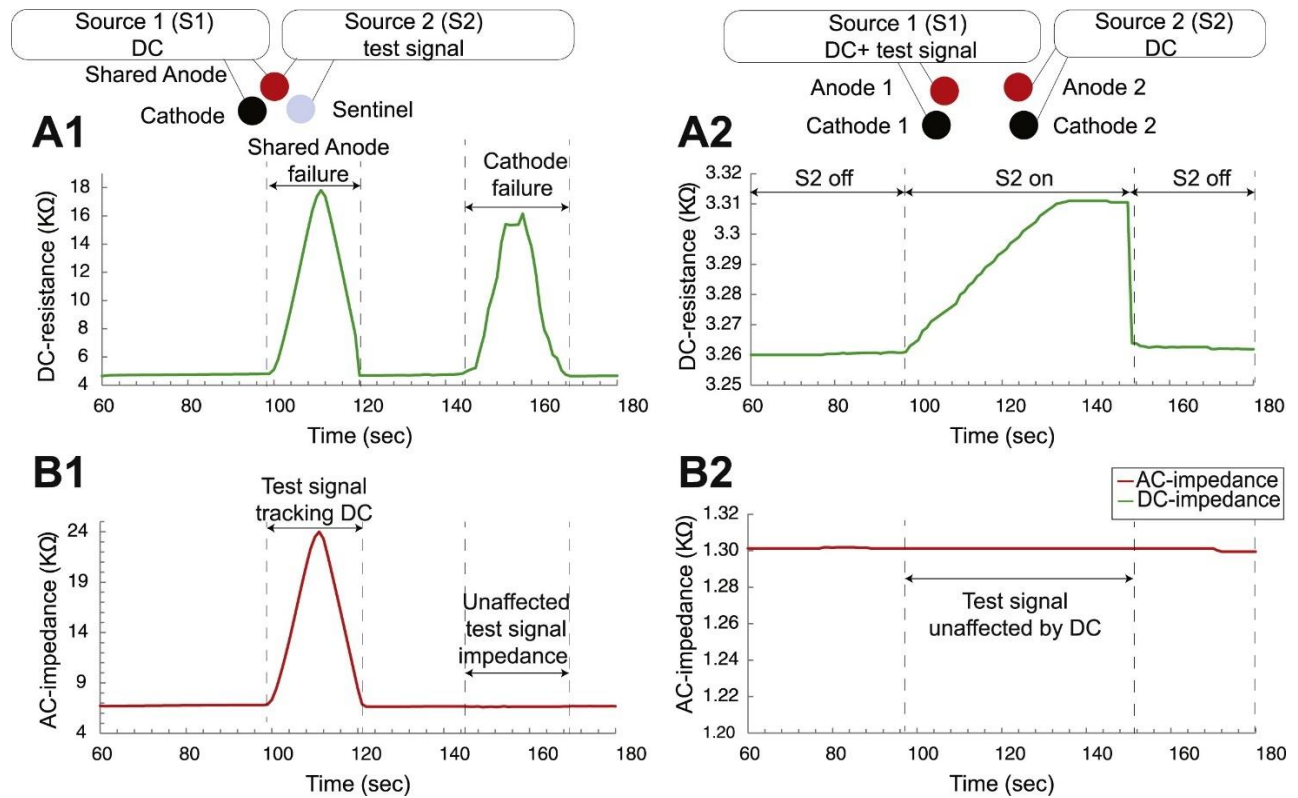 Source 1 (S1)
DC
Source 2 (S2)
test signal
Shared Anode
Cathode
Sentinel
Source 1 (S1)
DC+ test signal
Source 2 (S2)
DC
Anode 1
Anode 2
Cathode 1
Cathode 2
A1
Shared Anode
failure
Cathode
failure
18
16
14
12
10
8
6
4
DC-resistance (KΩ)
60
80
100
120
140
160
180
Time (sec)
A2
S2 off
S2 on
S2 off
3.32
3.31
3.30
3.29
3.28
3.27
3.26
3.25
DC-resistance (KΩ)
60
80
100
120
140
160
180
Time (sec)
B1
Test signal
tracking DC
Unaffected
test signal
impedance
24
19
14
9
4
AC-impedance (KΩ)
60
80
100
120
140
160
180
Time (sec)
B2
AC-impedance
DC-impedance
Test signal
unaffected by DC
1.32
1.30
1.28
1.26
1.24
1.22
1.20
AC-impedance (KΩ)
60
80
100
120
140
160
180
Time (sec)